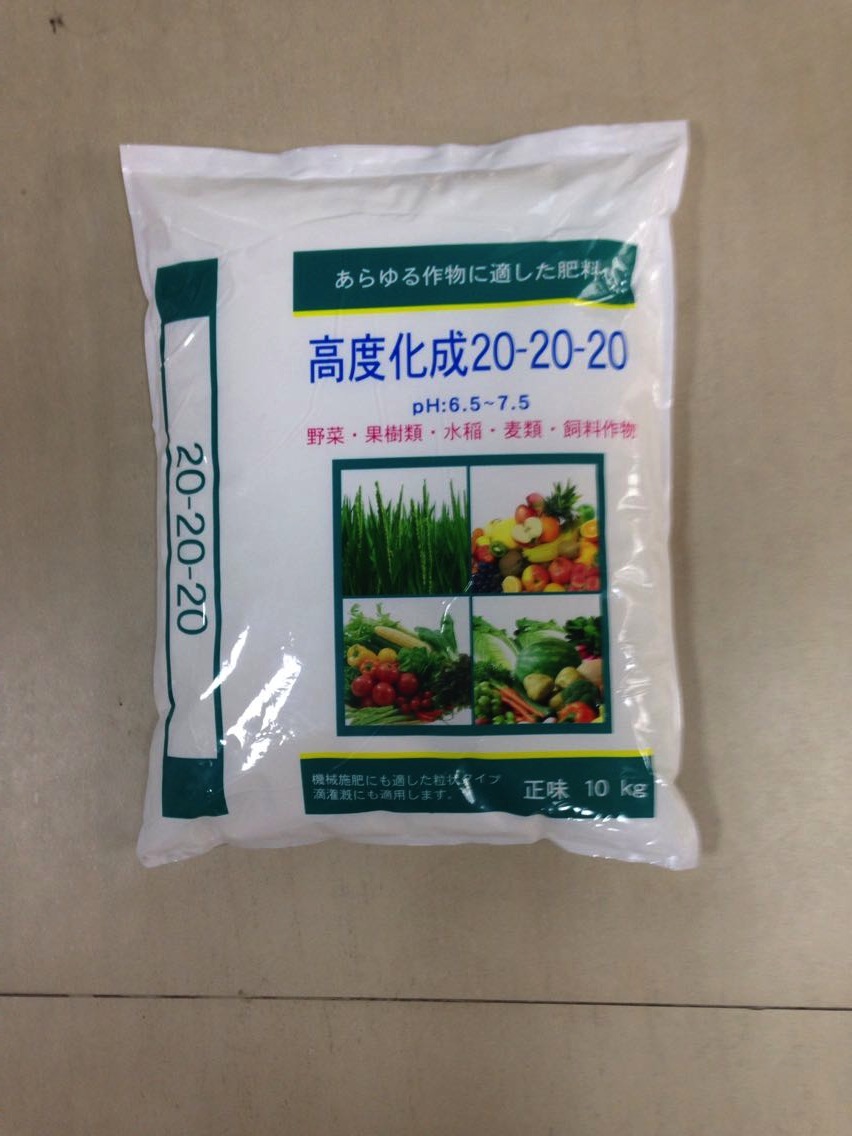 あらゆる作物に適した肥料
高度化成20-20-20
pH:6.5~7.5
野菜・果樹類・水稲・麦類・飼料作物
20-20-20
機械施肥にも適した粒状タイプ
滴灌漑にも適用します。
正味 10 kg